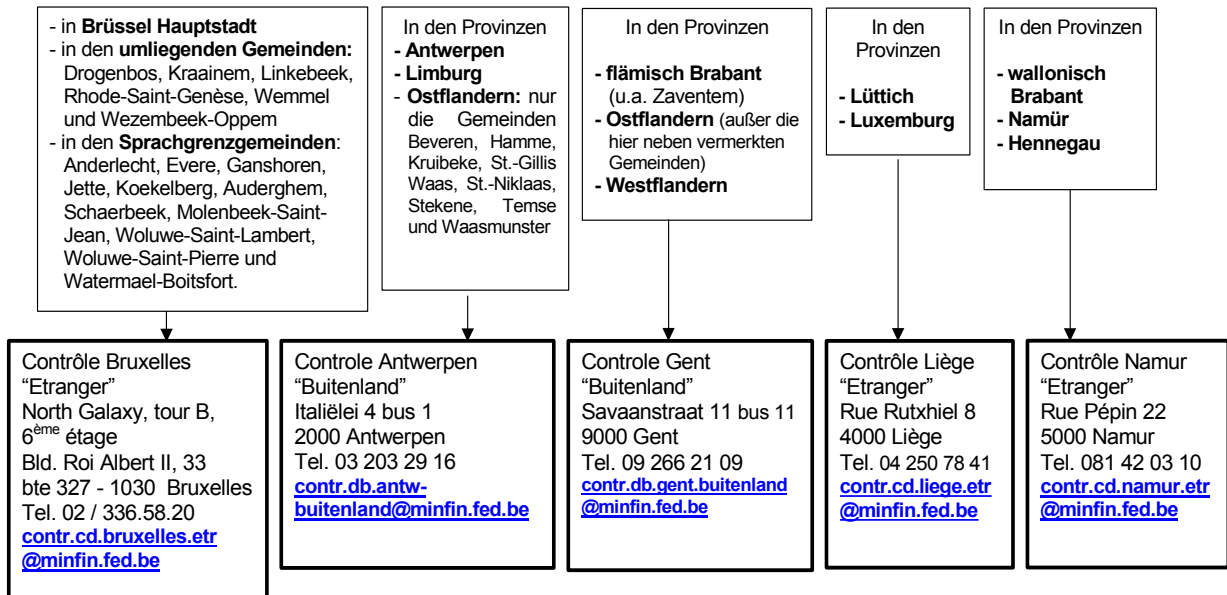 - in Brüssel Hauptstadt
- in den umliegenden Gemeinden:
Drogenbos, Kraainem, Linkebeek,
Rhode-Saint-Genèse, Wemmel
und Wezembeek-Oppem
- in den Sprachgrenzgemeinden:
Anderlecht, Evere, Ganshoren,
Jette, Koekelberg, Auderghem,
Schaerbeek, Molenbeek-Saint-
Jean, Woluwe-Saint-Lambert,
Woluwe-Saint-Pierre und
Watermael-Boitsfort.
In den Provinzen
- Antwerpen
- Limburg
- Ostflandern: nur
die Gemeinden
Beveren, Hamme,
Kruibeke, St.-Gillis
Waas, St.-Niklaas,
Stekene, Temse
und Waasmunster
In den Provinzen
- flämisch Brabant
(u.a. Zaventem)
- Ostflandern (außer die
hier neben vermerkten
Gemeinden)
- Westflandern
In den
Provinzen
- Lüttich
- Luxemburg
In den Provinzen
- wallonisch
Brabant
- Namür
- Hennegau
Contrôle Bruxelles
“Etranger”
North Galaxy, tour B,
6ème étage
Bld. Roi Albert II, 33
bte 327 - 1030 Bruxelles
Tel. 02 / 336.58.20
contr.cd.bruxelles.etr
@minfin.fed.be
Controle Antwerpen
“Buitenland”
Italiëlei 4 bus 1
2000 Antwerpen
Tel. 03 203 29 16
contr.db.antw-
buitenland@minfin.fed.be
Controle Gent
“Buitenland”
Savaanstraat 11 bus 11
9000 Gent
Tel. 09 266 21 09
contr.db.gent.buitenland
@minfin.fed.be
Contrôle Liège
“Etranger”
Rue Rutxhiel 8
4000 Liège
Tel. 04 250 78 41
contr.cd.liege.etr
@minfin.fed.be
Contrôle Namur
“Etranger”
Rue Pépin 22
5000 Namur
Tel. 081 42 03 10
contr.cd.namur.etr
@minfin.fed.be